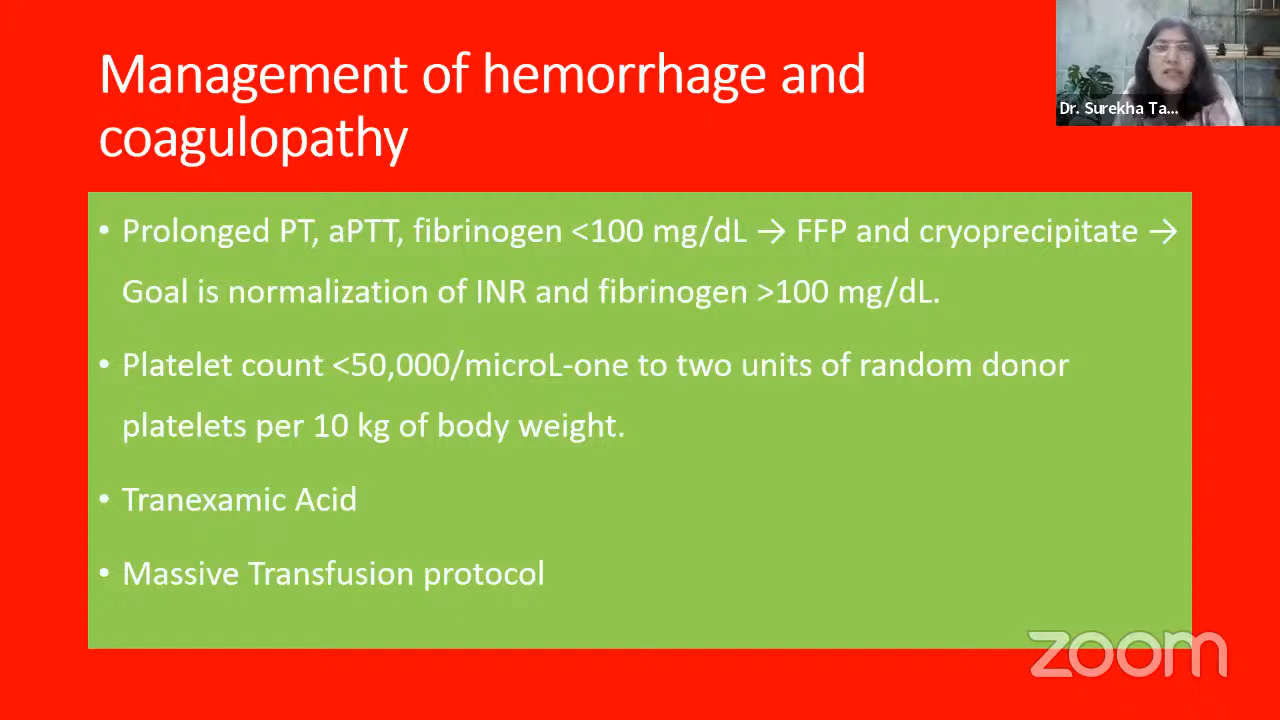 Management of hemorrhage and
coagulopathy
Dr. Surekha Ta...
• Prolonged PT, aPTT, fibrinogen <100 mg/dL → FFP and cryoprecipitate →
Goal is normalization of INR and fibrinogen >100 mg/dL.
• Platelet count <50,000/microL-one to two units of random donor
platelets per 10 kg of body weight.
• Tranexamic Acid
• Massive Transfusion protocol
zoom